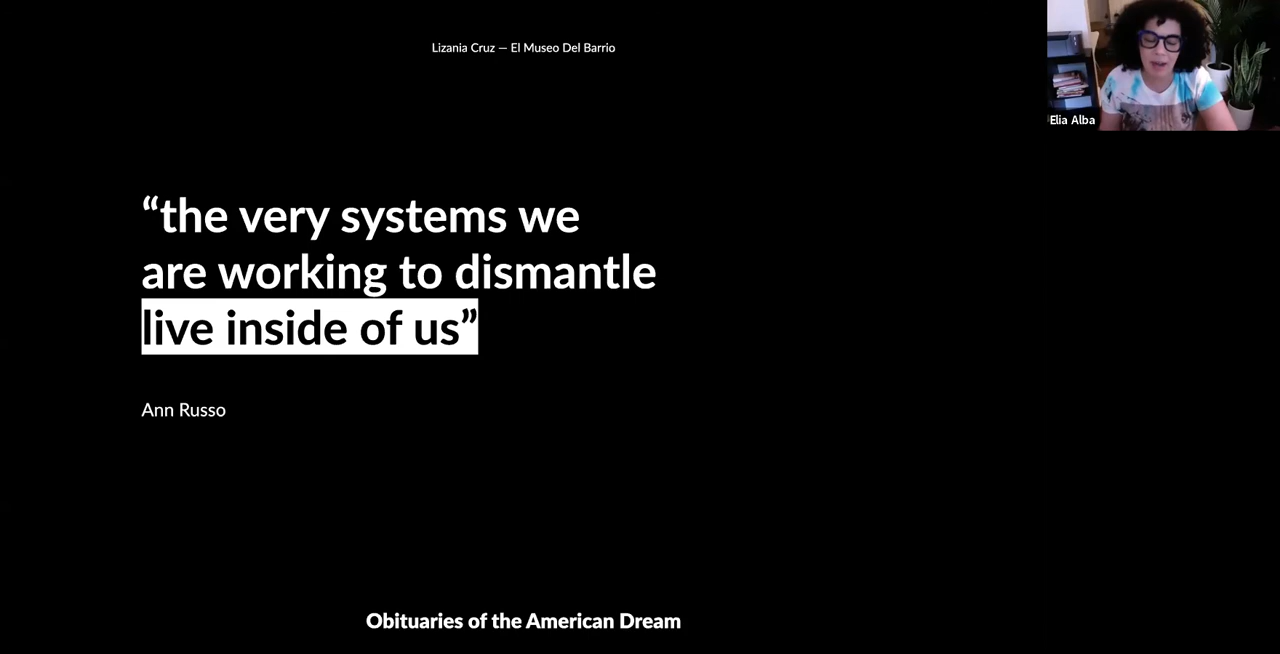 Lizania Cruz — El Museo Del Barrio
Elia Alba
“the very systems we
are working to dismantle
live inside of us”
Ann Russo
Obituaries of the American Dream